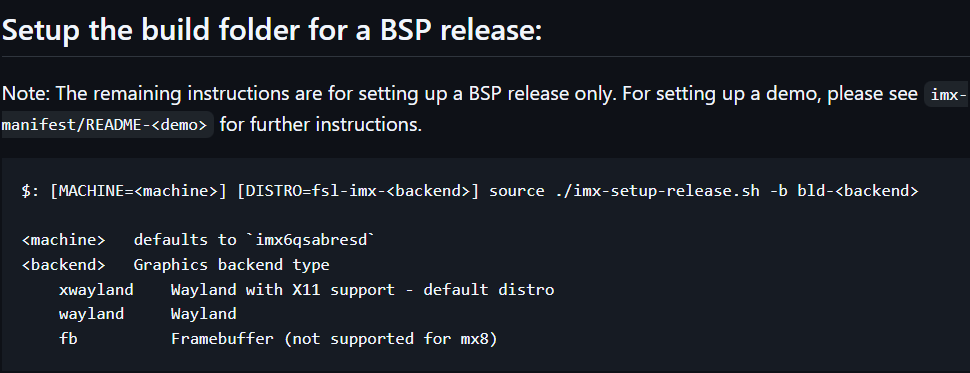 Setup the build folder for a BSP release:
Note: The remaining instructions are for setting up a BSP release only. For setting up a demo, please see imx-
manifest/README-<demo> for further instructions.
$: [MACHINE=<machine>] [DISTRO=fsl-imx-<backend>] source ./imx-setup-release.sh -b bld-<backend>
<machine>   defaults to `imx6qsabresd`
<backend>   Graphics backend type
    xwayland    Wayland with X11 support - default distro
    wayland     Wayland
    fb          Framebuffer (not supported for mx8)